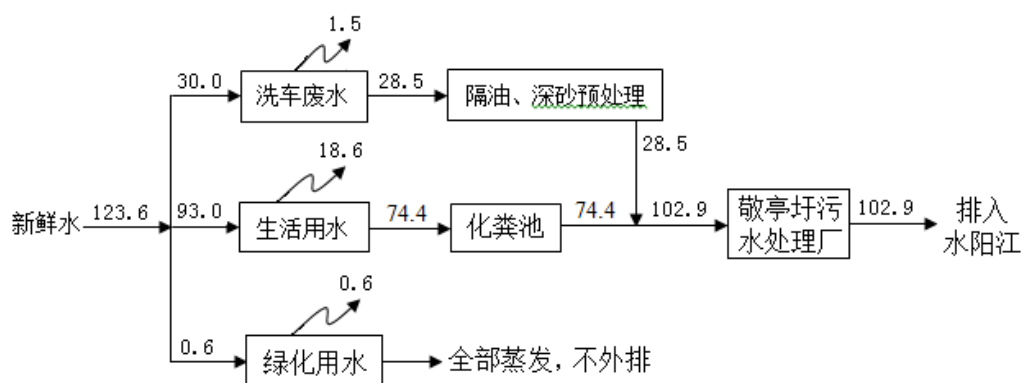 1.5
30.0
洗车废水
28.5
隔油、深砂预处理
28.5
18.6
新鲜水
123.6
93.0
生活用水
74.4
化粪池
74.4
102.9
敬亭圩污
水处理厂
102.9
排入
水阳江
0.6
0.6
绿化用水
全部蒸发，不外排